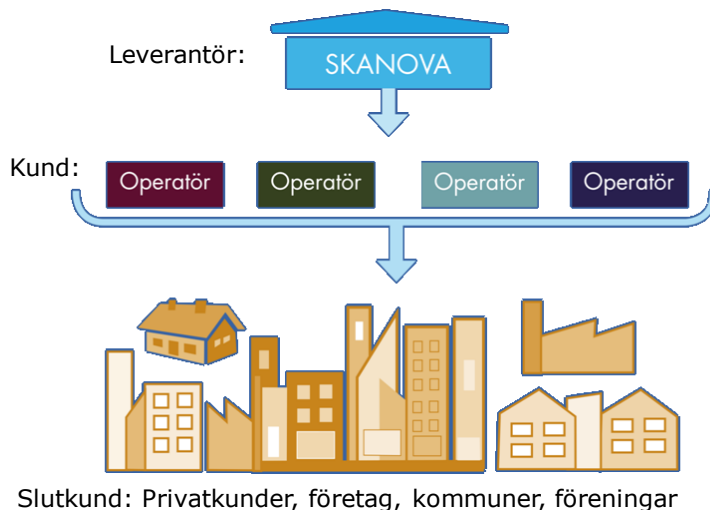 Leverantör:
SKANOVA
Kund:
Operatör
Operatör
Operatör
Operatör
Slutkund: Privatkunder, företag, kommuner, föreningar